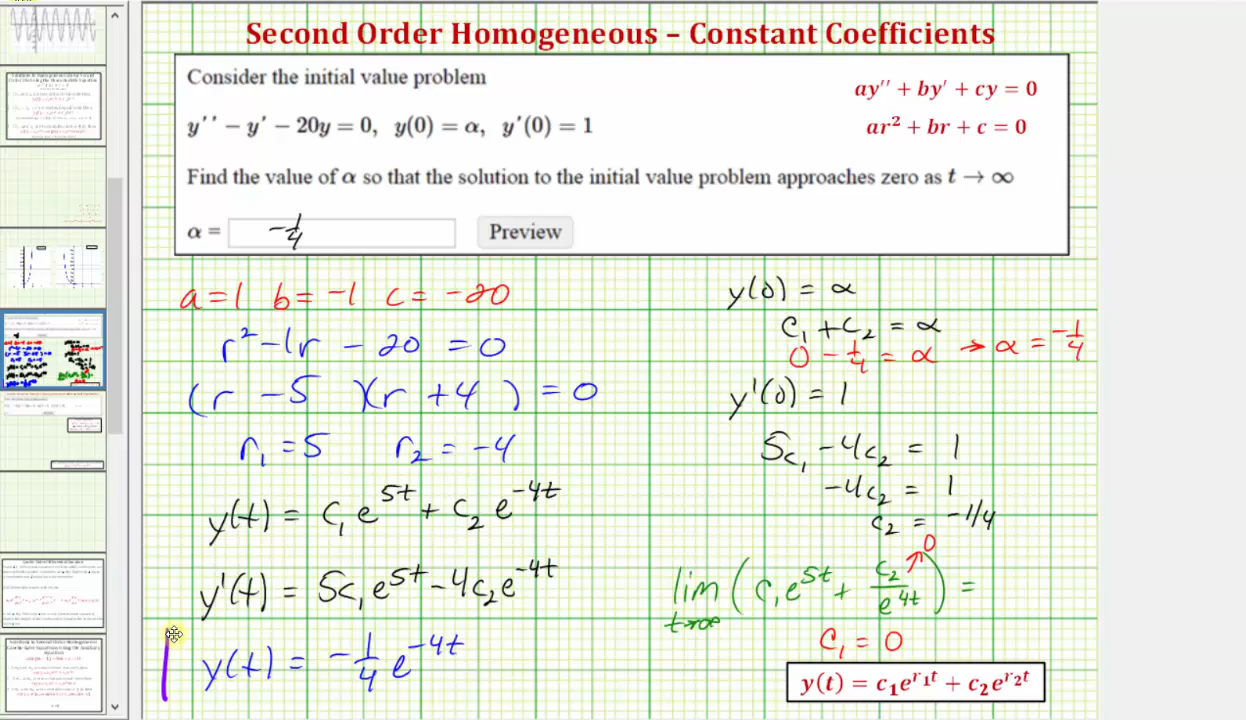 Second Order Homogeneous – Constant Coefficients
Consider the initial value problem
ay′′ + by′ + cy = 0
y′′ − y′ − 20y = 0, y(0) = α, y′(0) = 1
ar² + br + c = 0
Find the value of α so that the solution to the initial value problem approaches zero as t → ∞
α = -1/4 Preview
a=1 b=-1 c=-20
r² -1r -20 = 0
(r -5)(r +4) = 0
r₁ = 5 r₂ = -4
y(t) = c₁e^5t + c₂e^-4t
y'(t) = 5c₁e^5t - 4c₂e^-4t
y(t) = -1/4 e^-4t
y(0) = α
c₁ + c₂ = α
0 - 1/4 = α → α = -1/4
y'(0) = 1
5c₁ - 4c₂ = 1
-4c₂ = 1
c₂ = -1/4
0
lim t→∞ (c₁e^5t + c₂/e^4t) =
c₁ = 0
y(t) = c₁e^r₁t + c₂e^r₂t